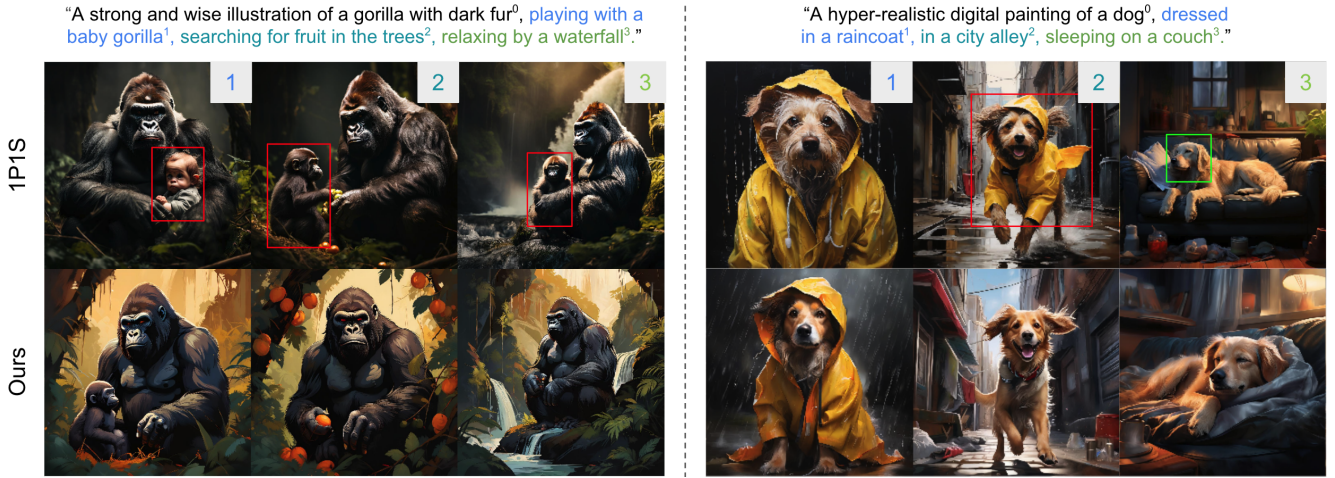 “A strong and wise illustration of a gorilla with dark fur⁰, playing with a
baby gorilla¹, searching for fruit in the trees², relaxing by a waterfall³.”
“A hyper-realistic digital painting of a dog⁰, dressed
in a raincoat¹, in a city alley², sleeping on a couch³.”
1P1S
1
2
3
1
2
3
Ours